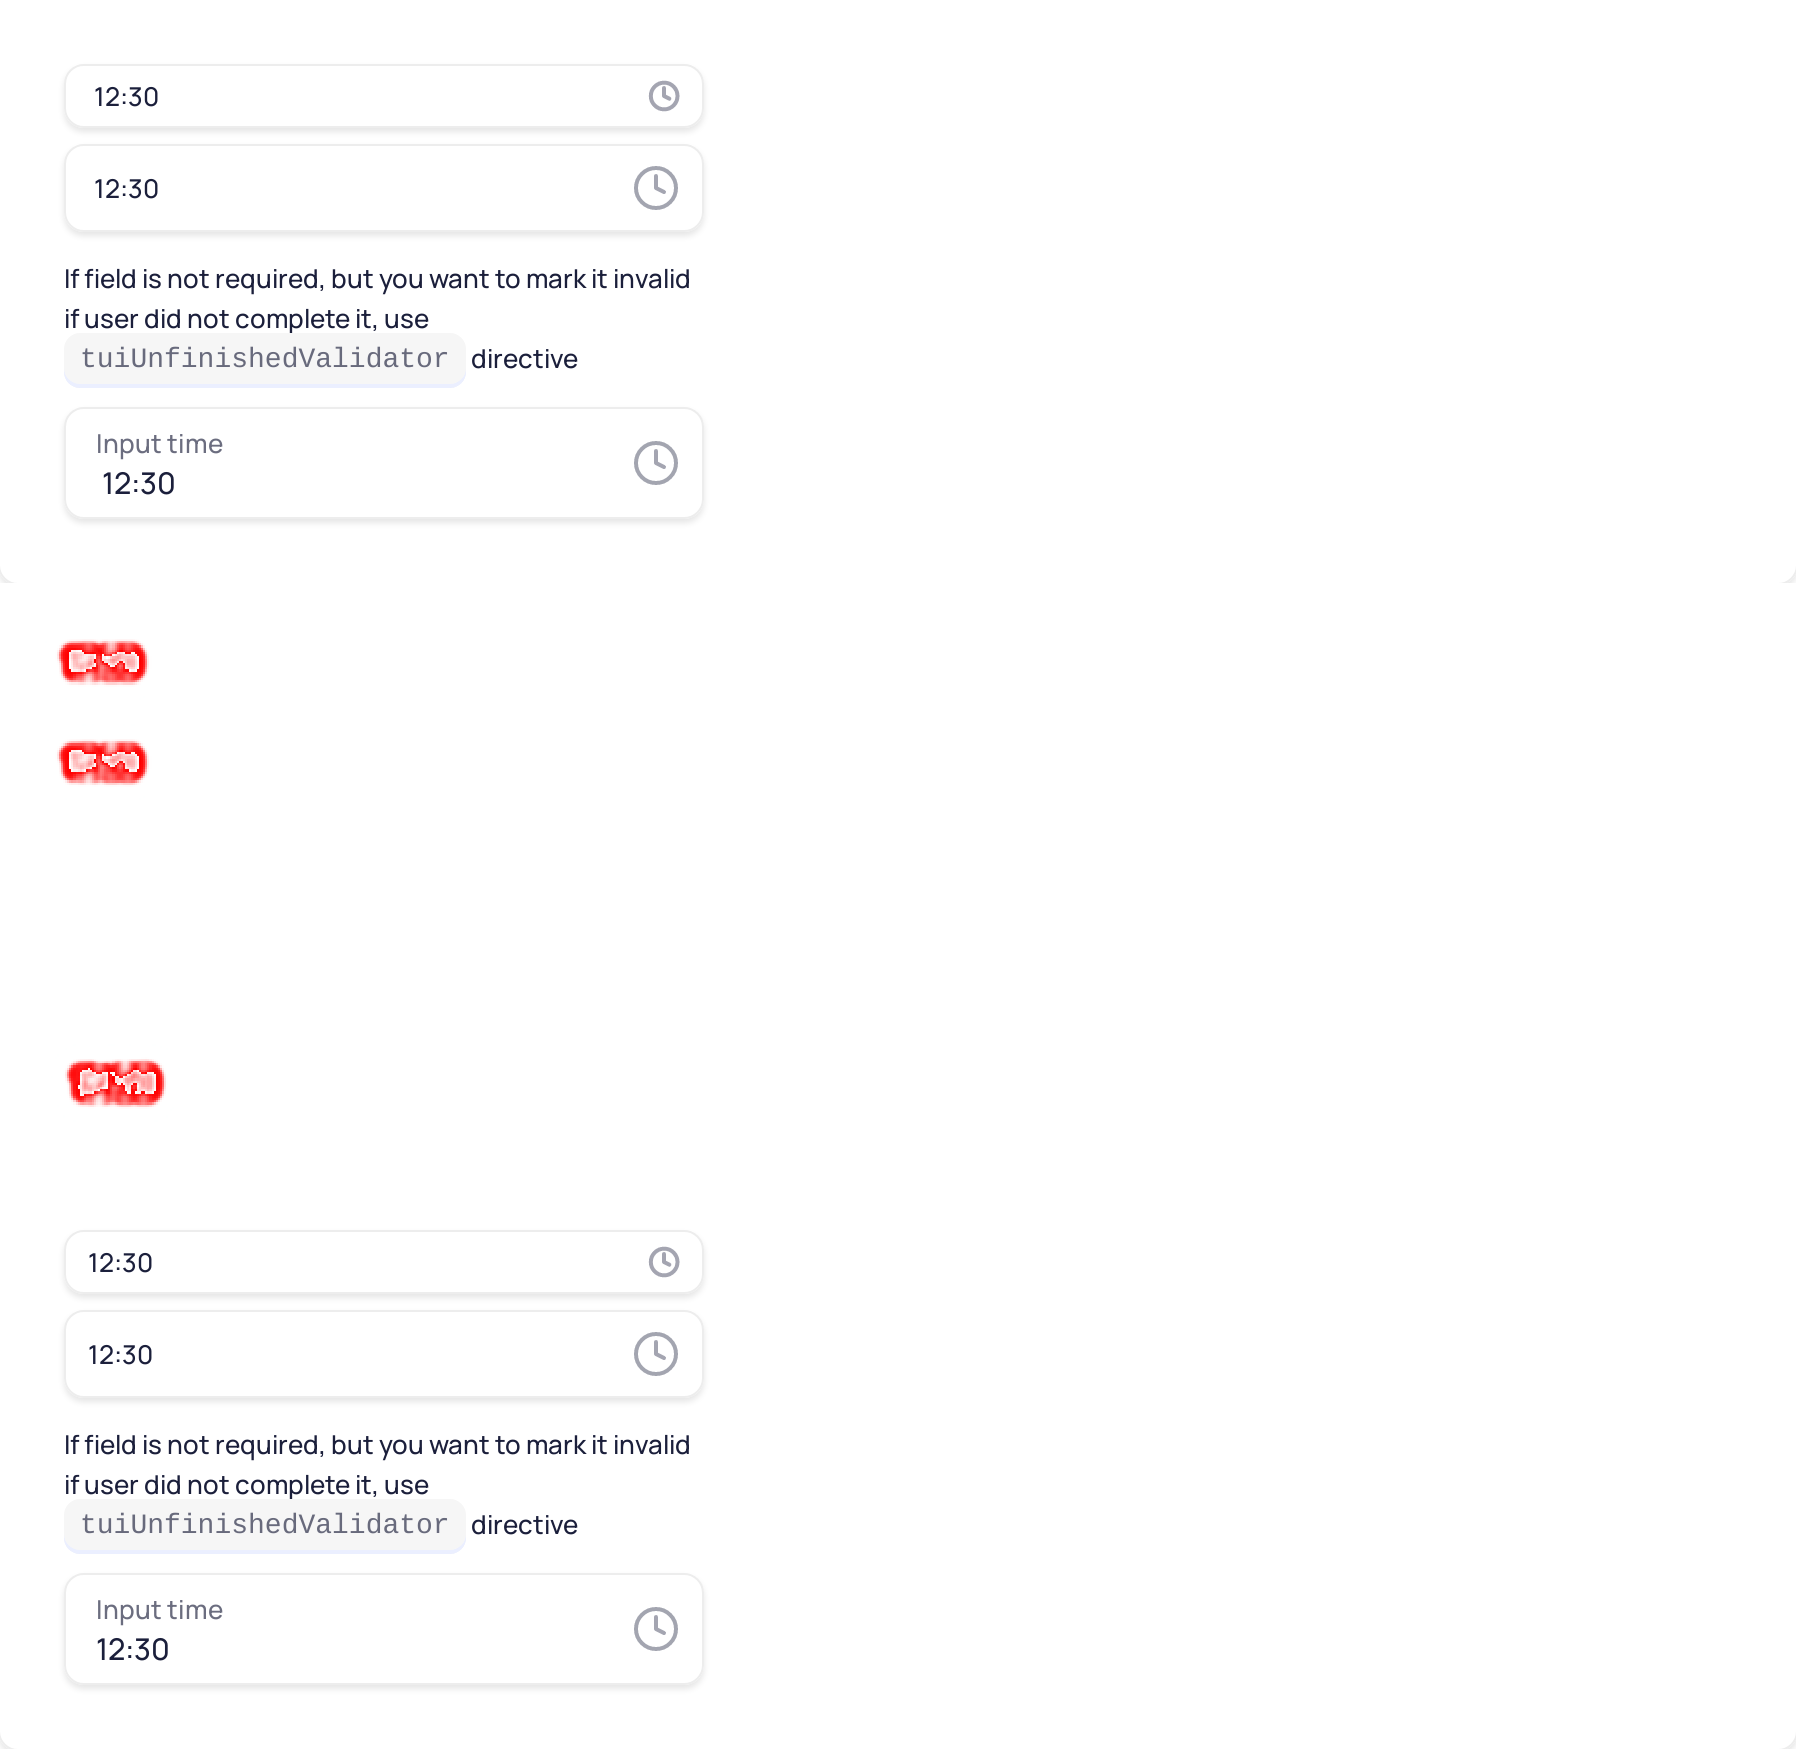 12:30
12:30
If field is not required, but you want to mark it invalid
if user did not complete it, use
tuiUnfinishedValidator directive
Input time
12:30
12:30
12:30
If field is not required, but you want to mark it invalid
if user did not complete it, use
tuiUnfinishedValidator directive
Input time
12:30